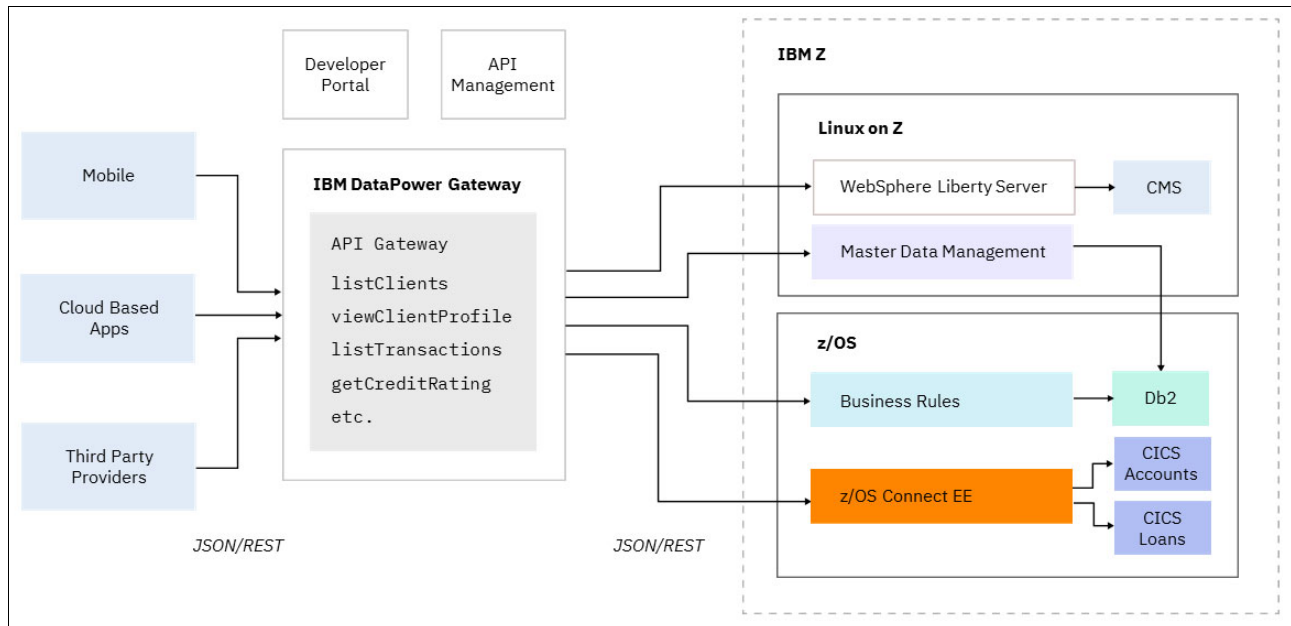 Developer
Portal
API
Management
IBM Z
Linux on Z
Mobile
IBM DataPower Gateway
WebSphere Liberty Server
CMS
API Gateway
Master Data Management
listClients
Cloud Based
Apps
viewClientProfile
listTransactions
z/OS
getCreditRating
Business Rules
Db2
etc.
Third Party
Providers
CICS
Accounts
z/OS Connect EE
CICS
Loans
JSON/REST
JSON/REST